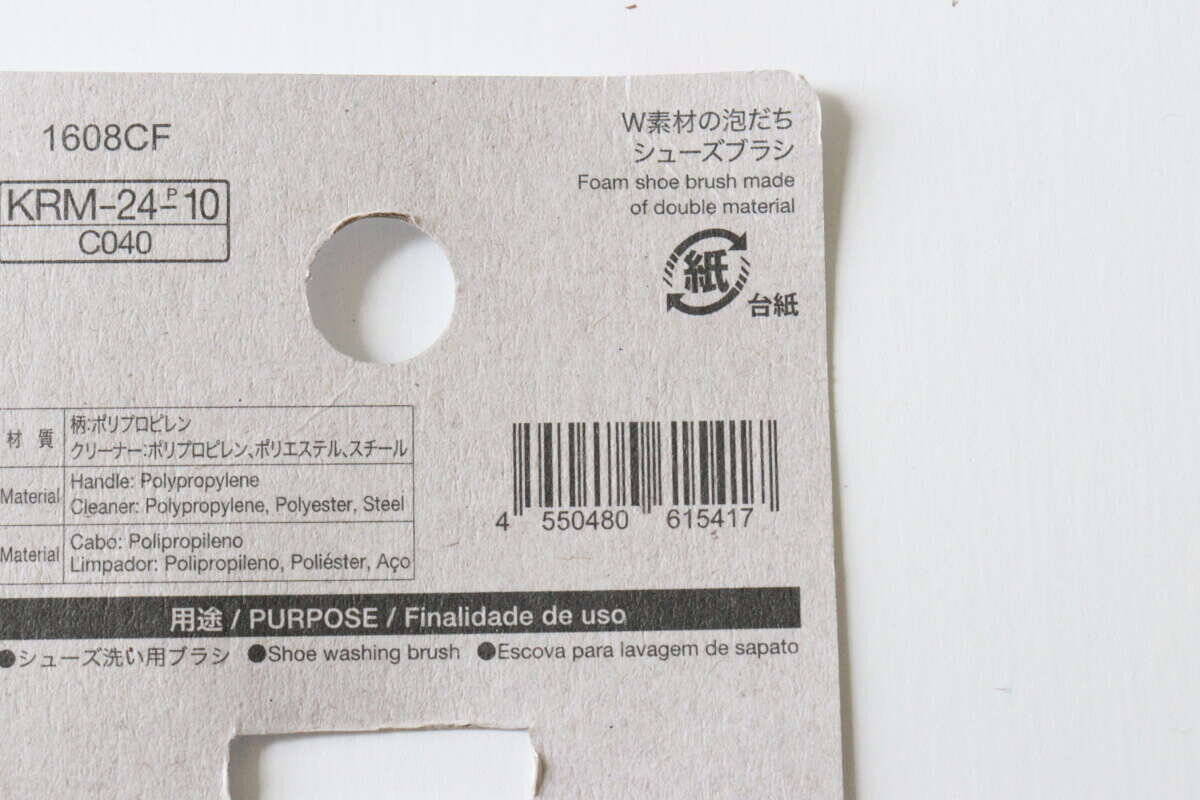 1608CF
KRM-24-P-10
C040
W素材の泡だち
シューズブラシ
Foam shoe brush made
of double material
紙
台紙
材質
柄:ポリプロピレン
クリーナー:ポリプロピレン、ポリエステル、スチール
Material
Handle: Polypropylene
Cleaner: Polypropylene, Polyester, Steel
Material
Cabo: Polipropileno
Limpador: Polipropileno, Poliéster, Aço
4 550480 615417
用途 / PURPOSE / Finalidade de uso
●シューズ洗い用ブラシ ●Shoe washing brush ●Escova para lavagem de sapato